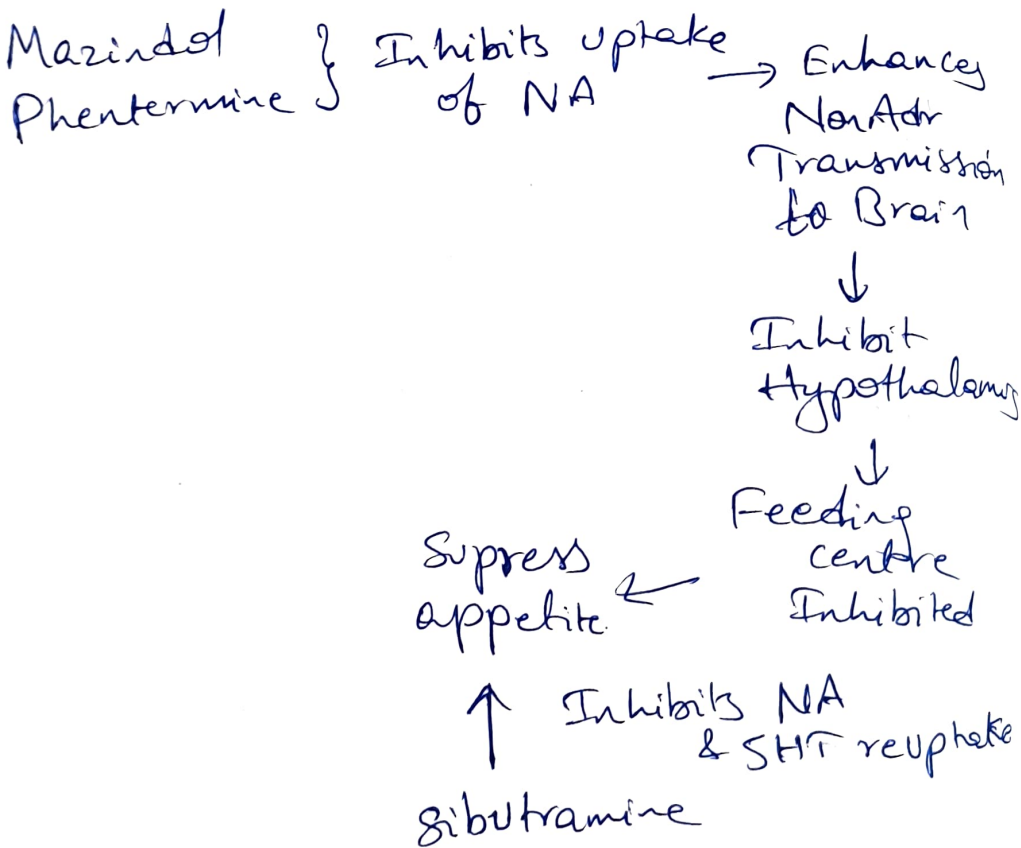 Mazindol
Phentermine } Inhibits uptake
of NA → Enhances
NorAdr
Transmission
to Brain
↓
Inhibit
Hypothalamus
↓
Feeding
centre
Inhibited
←
Supress
appetite.
↑ Inhibits NA
& 5HT reuptake
Sibutramine